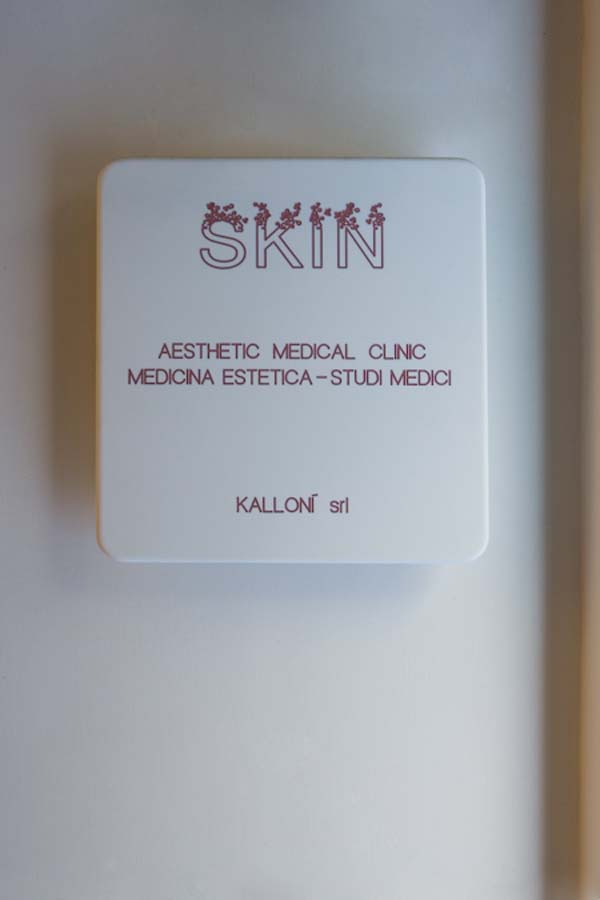 SKIN
AESTHETIC MEDICAL CLINIC
MEDICINA ESTETICA – STUDI MEDICI
KALLONÍ srl